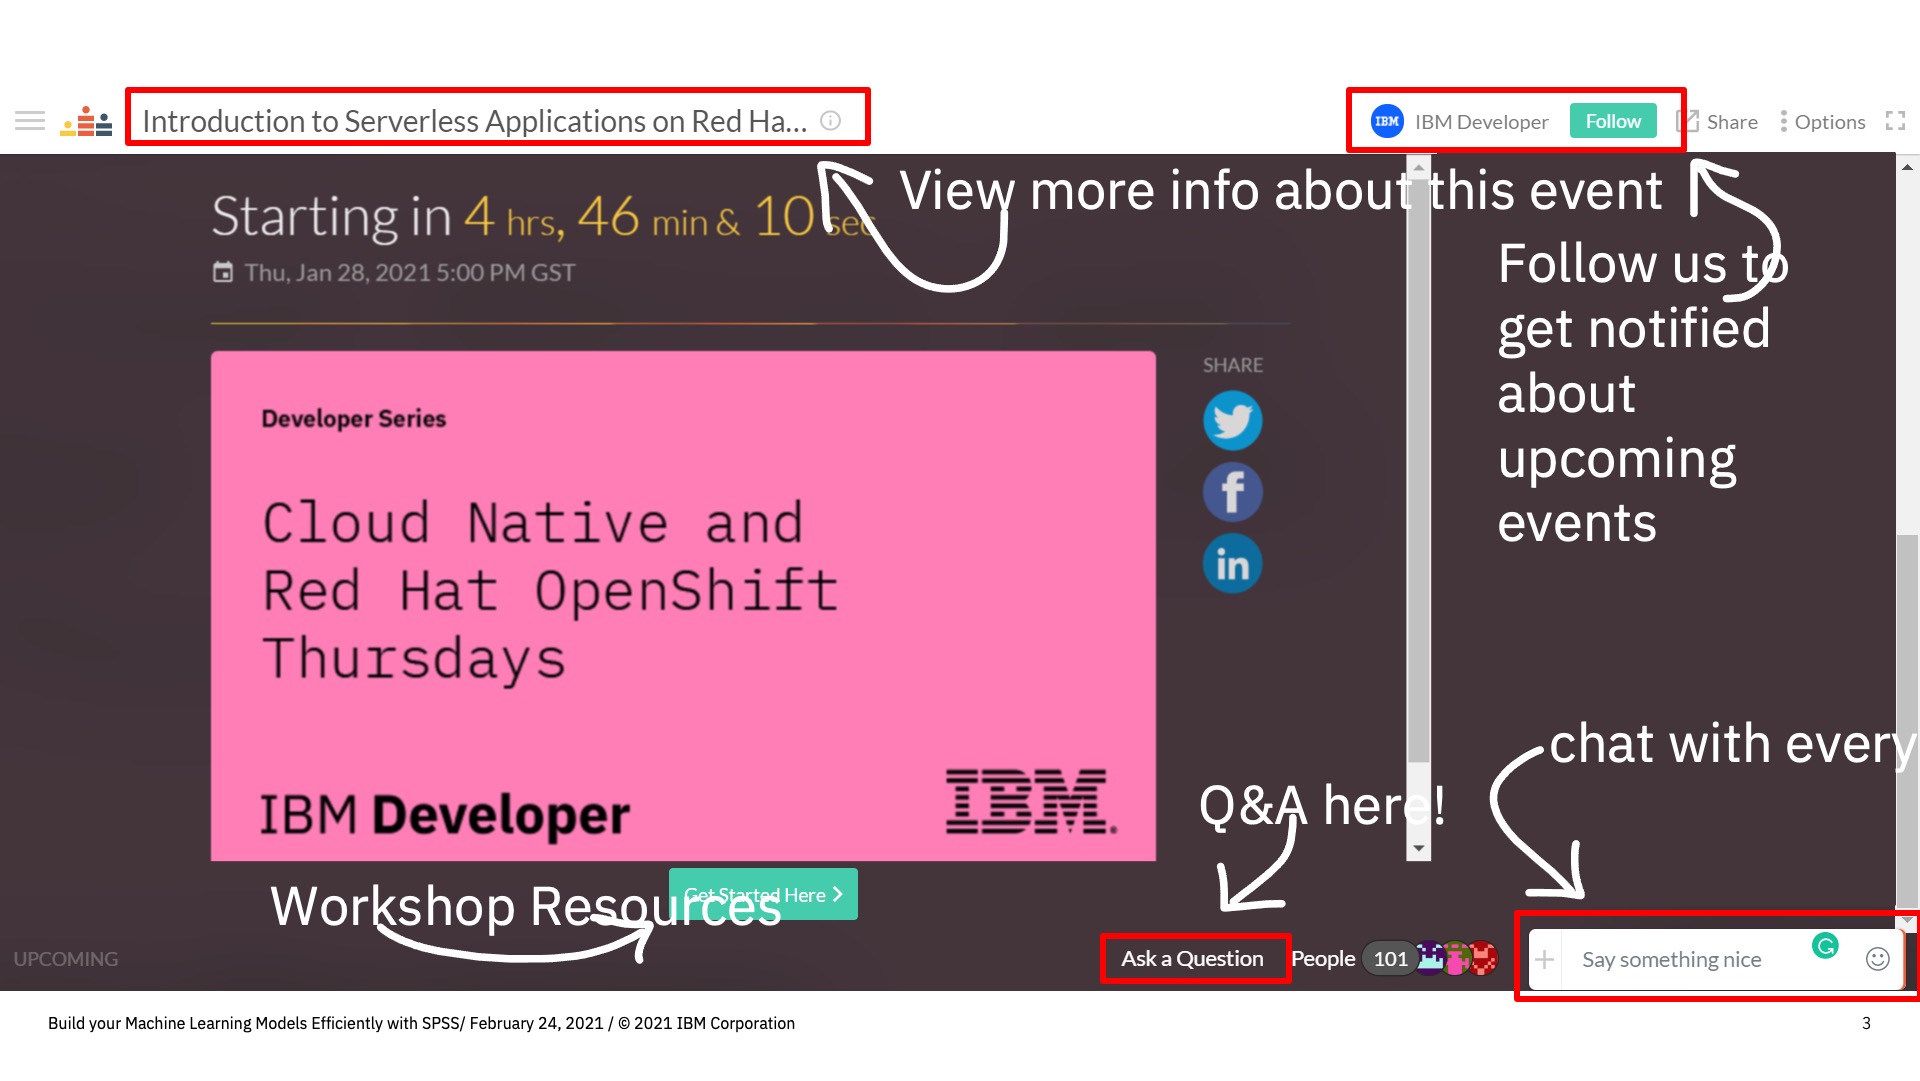 Introduction to Serverless Applications on Red Ha...
IBM
IBM Developer
Follow
Share
Options
View more info about this event
Starting in 4 hrs, 46 min & 10 sec
Thu, Jan 28, 2021 5:00 PM GST
Follow us to
get notified
about
upcoming
events
SHARE
Developer Series
Cloud Native and
Red Hat OpenShift
Thursdays
IBM Developer
IBM®
chat with every
Q&A here!
Get Started Here
Workshop Resources
UPCOMING
Ask a Question
People
101
Say something nice
Build your Machine Learning Models Efficiently with SPSS/ February 24, 2021 / © 2021 IBM Corporation
3